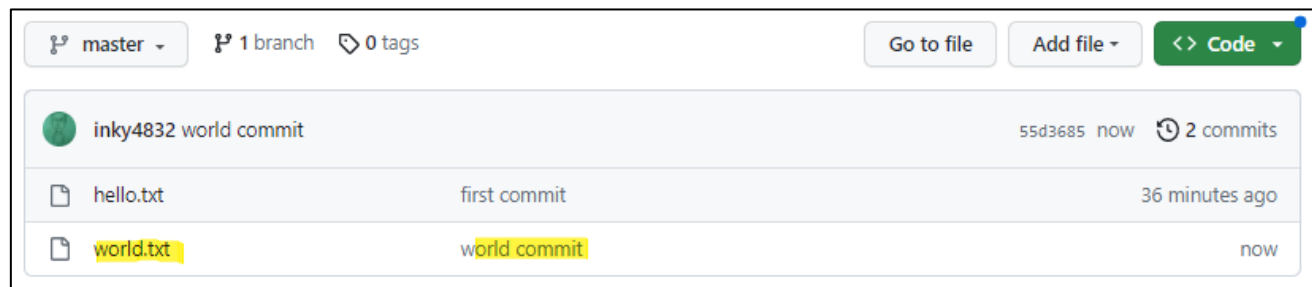 master 1 branch 0 tags Go to file Add file <> Code
inky4832 world commit 55d3685 now 2 commits
hello.txt first commit 36 minutes ago
world.txt world commit now